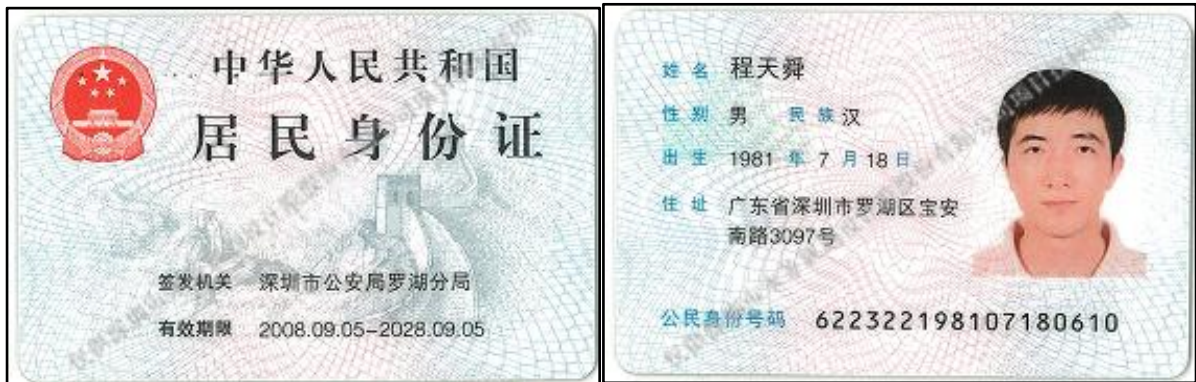 中华人民共和国
居民身份证
签发机关 深圳市公安局罗湖分局
有效期限 2008.09.05-2028.09.05
姓名 程天舜
性别 男 民族 汉
出生 1981 年 7 月 18 日
住址 广东省深圳市罗湖区宝安
南路3097号
公民身份号码 622322198107180610